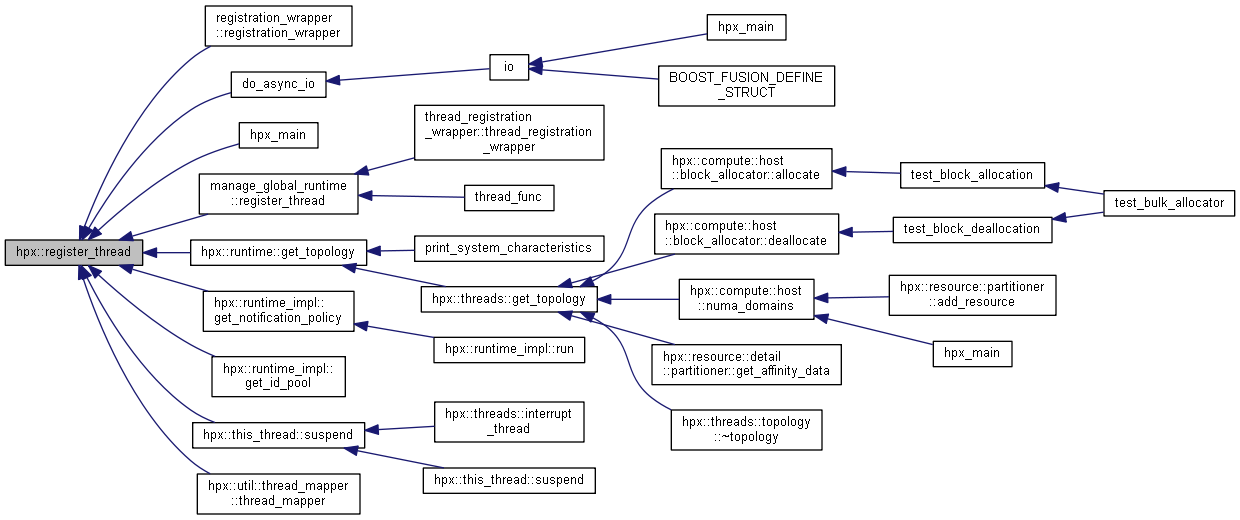 registration_wrapper
::registration_wrapper
do_async_io
io
hpx_main
BOOST_FUSION_DEFINE
_STRUCT
hpx_main
thread_registration
_wrapper::thread_registration
_wrapper
manage_global_runtime
::register_thread
thread_func
hpx::register_thread
hpx::runtime::get_topology
print_system_characteristics
hpx::threads::get_topology
hpx::compute::host
::block_allocator::allocate
test_block_allocation
test_bulk_allocator
hpx::compute::host
::block_allocator::deallocate
test_block_deallocation
hpx::compute::host
::numa_domains
hpx::resource::partitioner
::add_resource
hpx_main
hpx::resource::detail
::partitioner::get_affinity_data
hpx::threads::topology
::~topology
hpx::runtime_impl::
get_notification_policy
hpx::runtime_impl::run
hpx::runtime_impl::
get_id_pool
hpx::this_thread::suspend
hpx::threads::interrupt
_thread
hpx::this_thread::suspend
hpx::util::thread_mapper
::thread_mapper